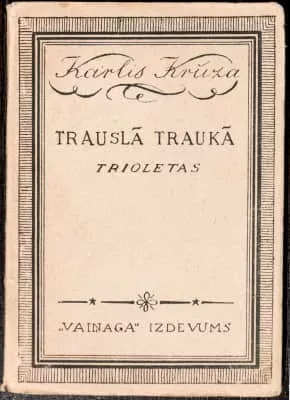 Kārlis Krūza
TRAUSLĀ TRAUKĀ
TRIOLETAS
„VAINAGA" IZDEVUMS